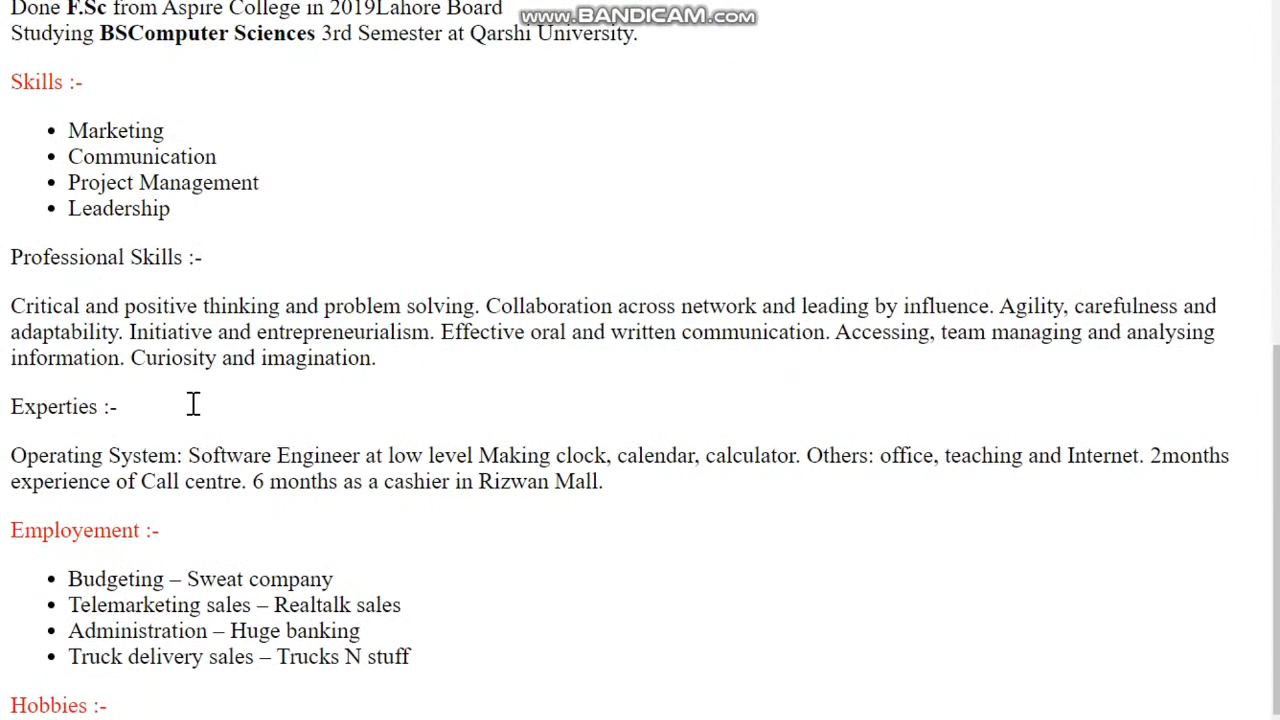 www.BANDICAM.com
Done F.Sc from Aspire College in 2019Lahore Board
Studying BSComputer Sciences 3rd Semester at Qarshi University.
Skills :-
Marketing
Communication
Project Management
Leadership
Professional Skills :-
Critical and positive thinking and problem solving. Collaboration across network and leading by influence. Agility, carefulness and
adaptability. Initiative and entrepreneurialism. Effective oral and written communication. Accessing, team managing and analysing
information. Curiosity and imagination.
Experties :-
Operating System: Software Engineer at low level Making clock, calendar, calculator. Others: office, teaching and Internet. 2months
experience of Call centre. 6 months as a cashier in Rizwan Mall.
Employement :-
Budgeting – Sweat company
Telemarketing sales – Realtalk sales
Administration – Huge banking
Truck delivery sales – Trucks N stuff
Hobbies :-